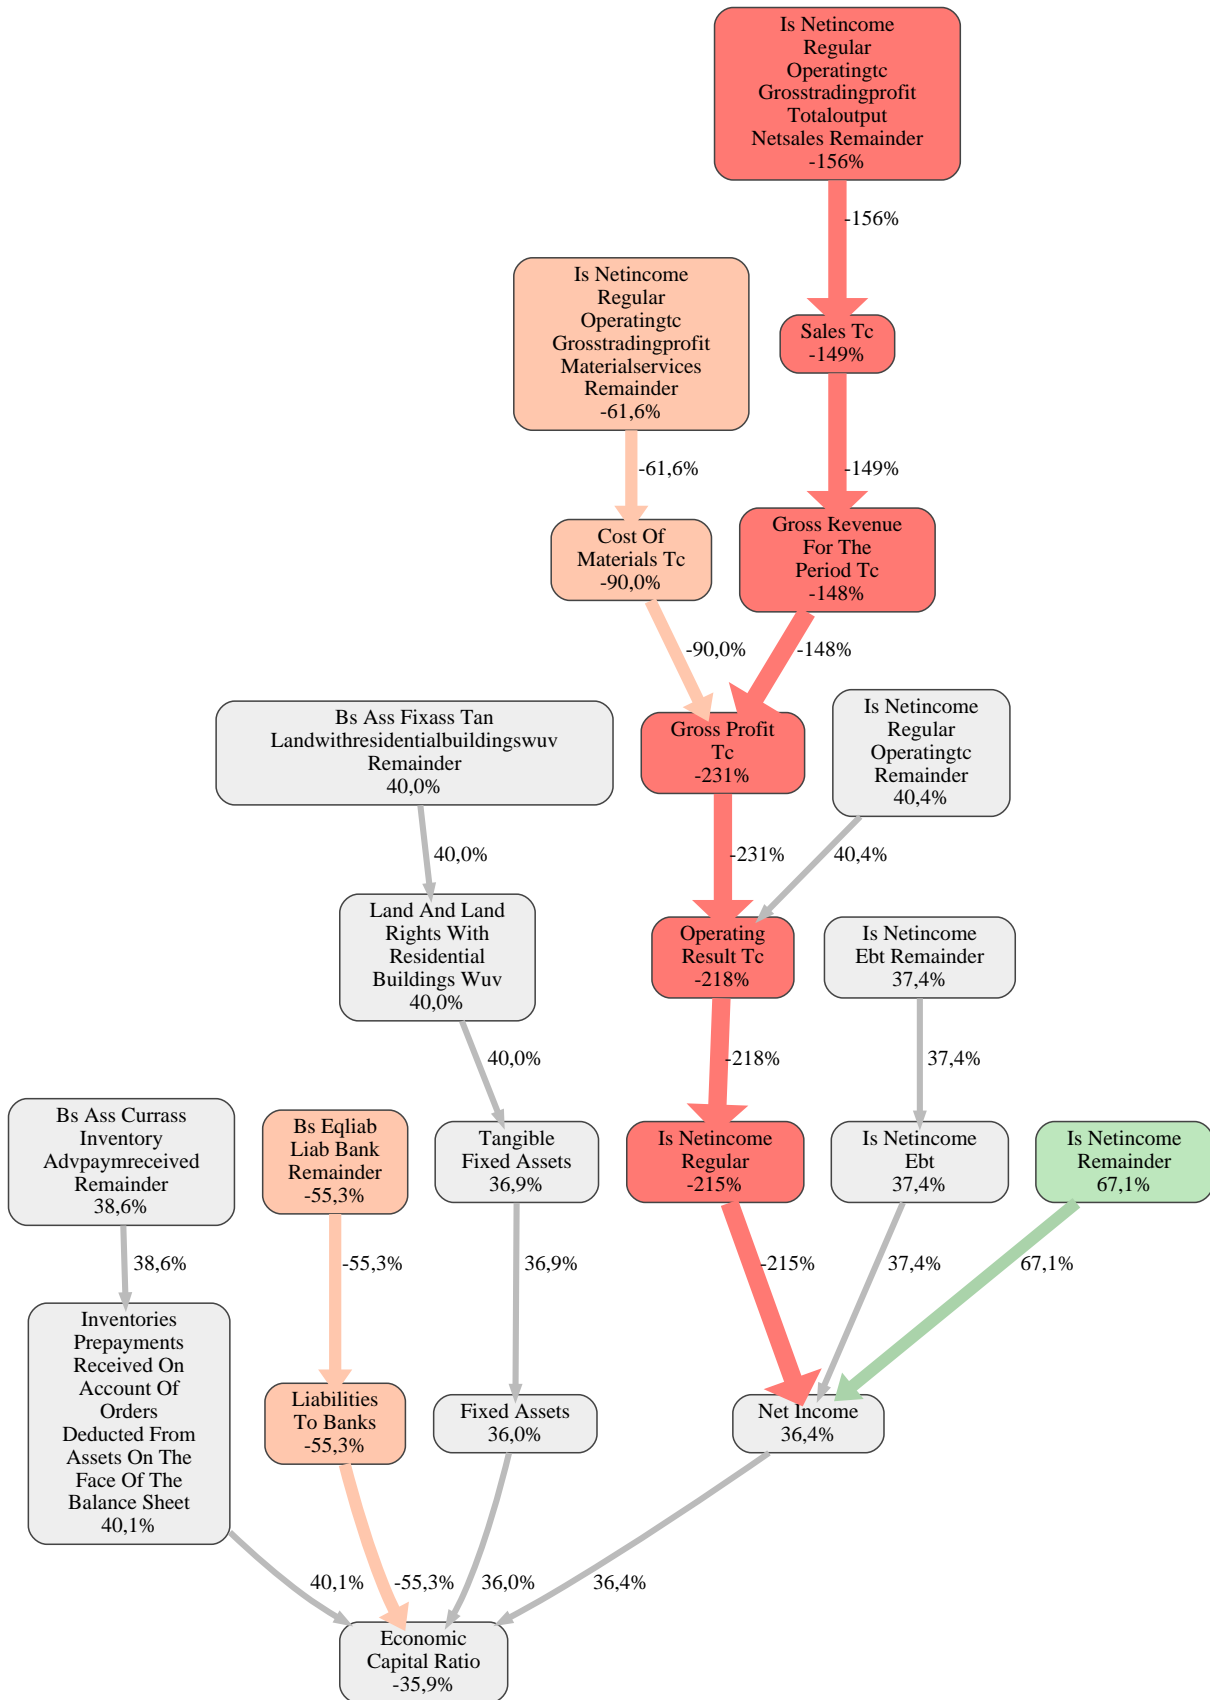 Is Netincome
Regular
Operatingtc
Grosstradingprofit
Totaloutput
Netsales Remainder
-156%
-156%
Is Netincome
Regular
Operatingtc
Grosstradingprofit
Materialservices
Remainder
-61,6%
Sales Tc
-149%
-61,6%
-149%
Cost Of
Materials Tc
-90,0%
Gross Revenue
For The
Period Tc
-148%
-90,0%
-148%
Bs Ass Fixass Tan
Landwithresidentialbuildingswuv
Remainder
40,0%
Gross Profit
Tc
-231%
Is Netincome
Regular
Operatingtc
Remainder
40,4%
40,0%
-231%
40,4%
Land And Land
Rights With
Residential
Buildings Wuv
40,0%
Operating
Result Tc
-218%
Is Netincome
Ebt Remainder
37,4%
40,0%
-218%
37,4%
Bs Ass Currass
Inventory
Advpaymreceived
Remainder
38,6%
Bs Eqliab
Liab Bank
Remainder
-55,3%
Tangible
Fixed Assets
36,9%
Is Netincome
Regular
-215%
Is Netincome
Ebt
37,4%
Is Netincome
Remainder
67,1%
38,6%
-55,3%
36,9%
-215%
37,4%
67,1%
Inventories
Prepayments
Received On
Account Of
Orders
Deducted From
Assets On The
Face Of The
Balance Sheet
40,1%
Liabilities
To Banks
-55,3%
Fixed Assets
36,0%
Net Income
36,4%
40,1%
-55,3%
36,0%
36,4%
Economic
Capital Ratio
-35,9%